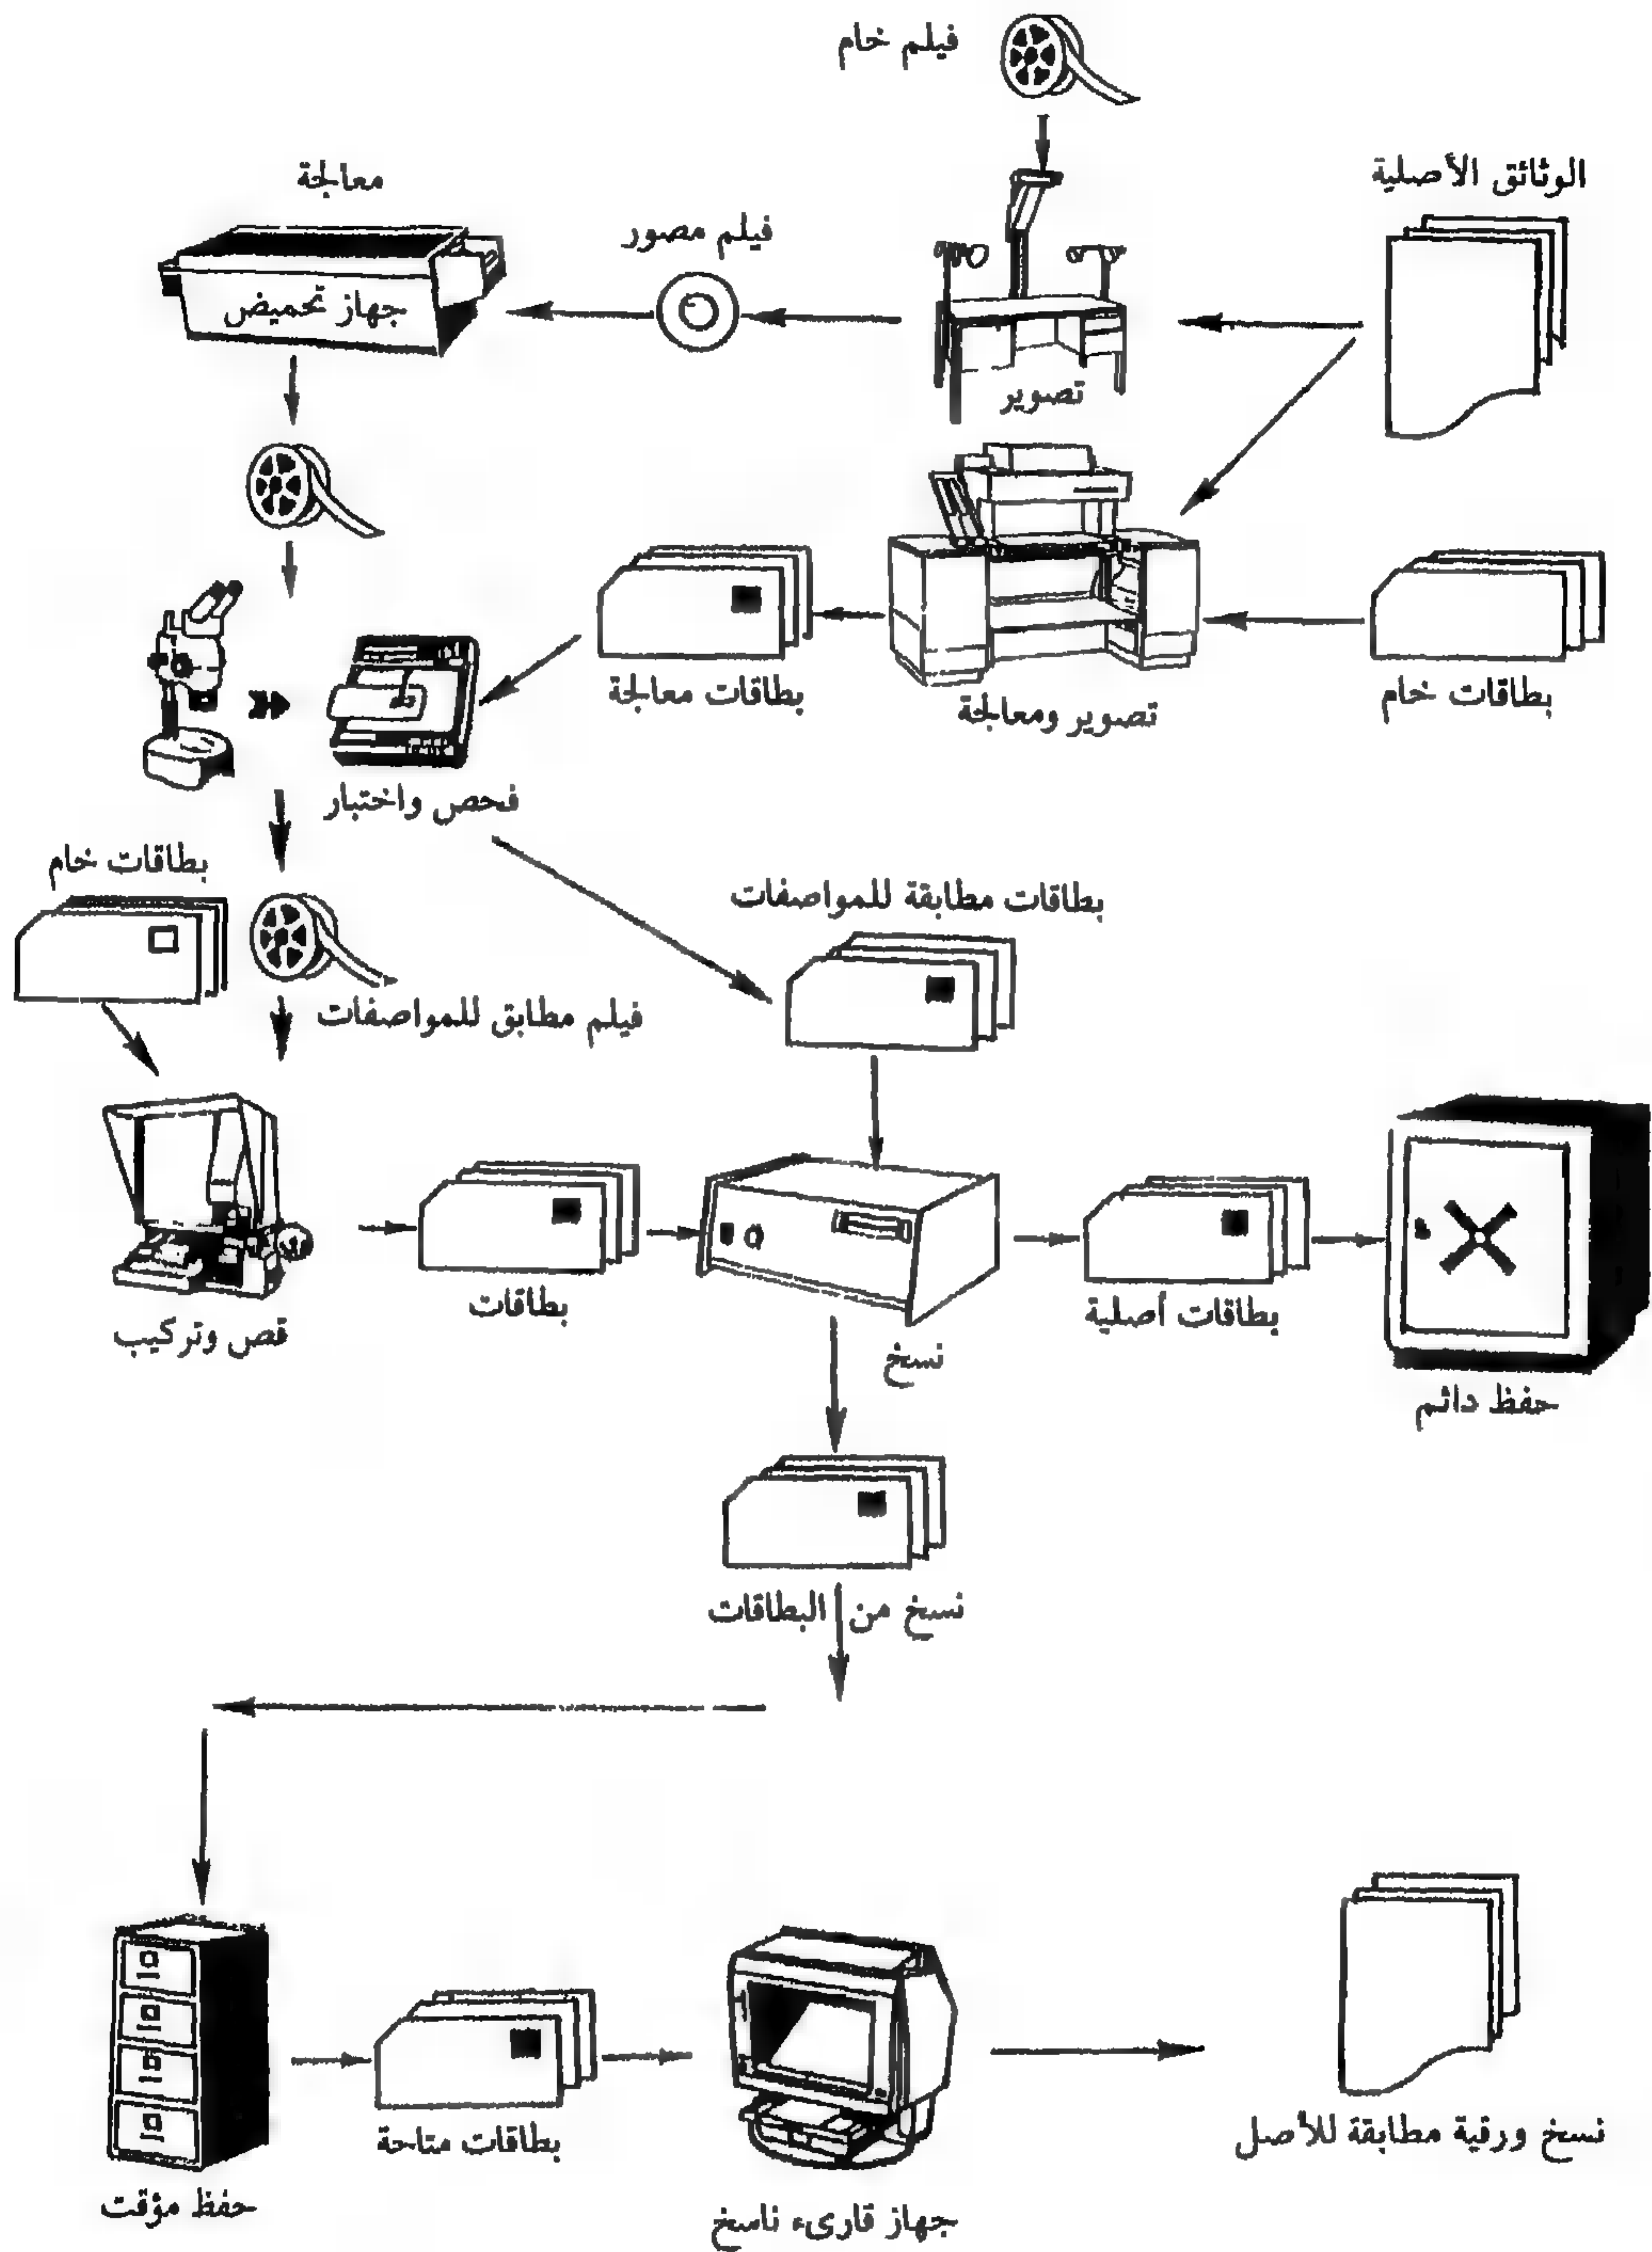 فيلم خام
الوثائق الأصلية
معالجة
فيلم مصور
جهاز تحميض
تصوير
بطاقات خام
تصوير ومعالجة
بطاقات معالجة
فحص واختبار
بطاقات خام
بطاقات مطابقة للمواصفات
فيلم مطابق للمواصفات
قص وتركيب
بطاقات
نسخ
بطاقات أصلية
حفظ دائم
نسخ من البطاقات
حفظ مؤقت
بطاقات متاحة
جهاز قارىء ناسخ
نسخ ورقية مطابقة للأصل